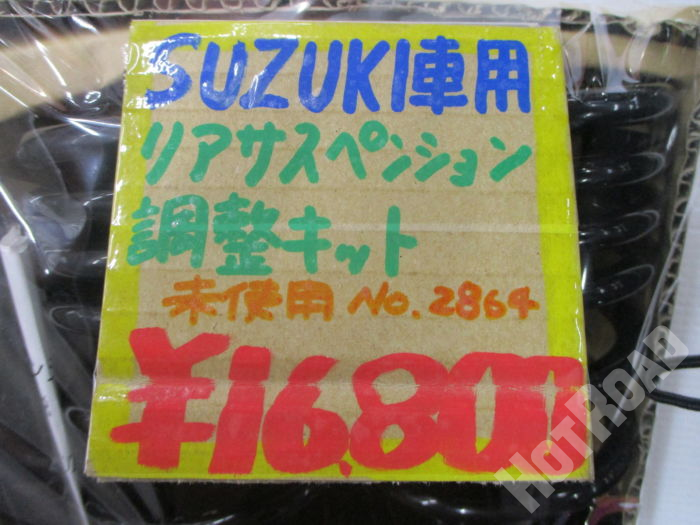 SUZUKI車用
リアサスペンション
調整キット
未使用 No.2864
¥16,800
HOTROAD